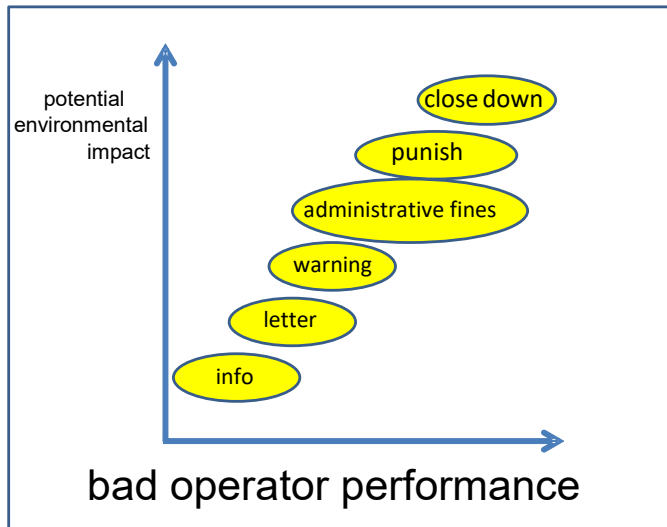 close down
potential
environmental
impact
punish
administrative fines
warning
letter
info
bad operator performance